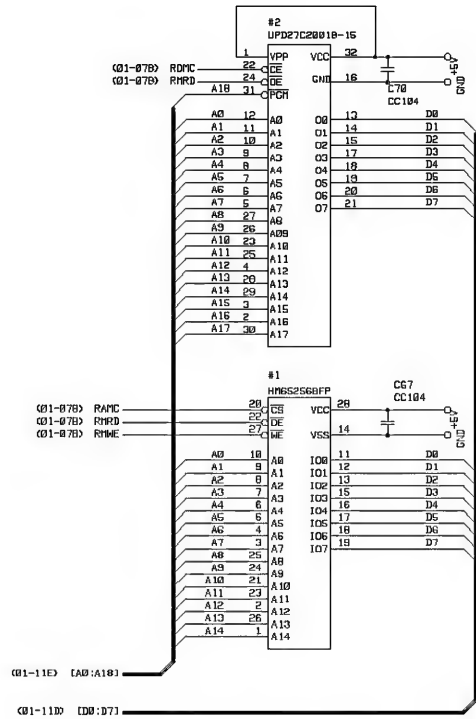 #2
UPD27C2001B-15
1 VPP VCC 32 +5V
(01-07B) RDMC 22 CE
(01-07B) RMRD 24 OE GND 16 GND
A18 31 PGM C70
CC104
A0 12 A0 O0 13 D0
A1 11 A1 O1 14 D1
A2 10 A2 O2 15 D2
A3 9 A3 O3 17 D3
A4 8 A4 O4 18 D4
A5 7 A5 O5 19 D5
A6 6 A6 O6 20 D6
A7 5 A7 O7 21 D7
A8 27 A8
A9 26 A09
A10 23 A10
A11 25 A11
A12 4 A12
A13 28 A13
A14 29 A14
A15 3 A15
A16 2 A16
A17 30 A17
#1
HM65256BFP C67
CC104
(01-07B) RAMC 20 CS VCC 28 +5V
(01-07B) RMRD 22 OE
(01-07B) RMWE 27 WE VSS 14 GND
A0 10 A0 IO0 11 D0
A1 9 A1 IO1 12 D1
A2 8 A2 IO2 13 D2
A3 7 A3 IO3 15 D3
A4 6 A4 IO4 16 D4
A5 5 A5 IO5 17 D5
A6 4 A6 IO6 18 D6
A7 3 A7 IO7 19 D7
A8 25 A8
A9 24 A9
A10 21 A10
A11 23 A11
A12 2 A12
A13 26 A13
A14 1 A14
(01-11E) [A0:A18]
(01-11D) [D0:D7]